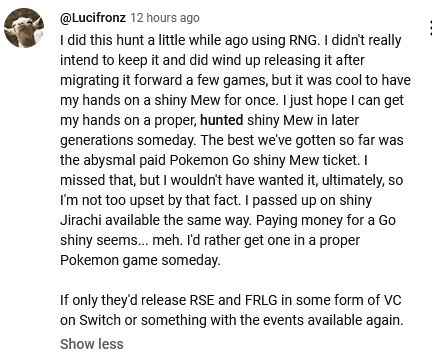 @Lucifronz 12 hours ago
I did this hunt a little while ago using RNG. I didn't really
intend to keep it and did wind up releasing it after
migrating it forward a few games, but it was cool to have
my hands on a shiny Mew for once. I just hope I can get
my hands on a proper, hunted shiny Mew in later
generations someday. The best we've gotten so far was
the abysmal paid Pokemon Go shiny Mew ticket. I
missed that, but I wouldn't have wanted it, ultimately, so
I'm not too upset by that fact. I passed up on shiny
Jirachi available the same way. Paying money for a Go
shiny seems... meh. I'd rather get one in a proper
Pokemon game someday.
If only they'd release RSE and FRLG in some form of VC
on Switch or something with the events available again.
Show less